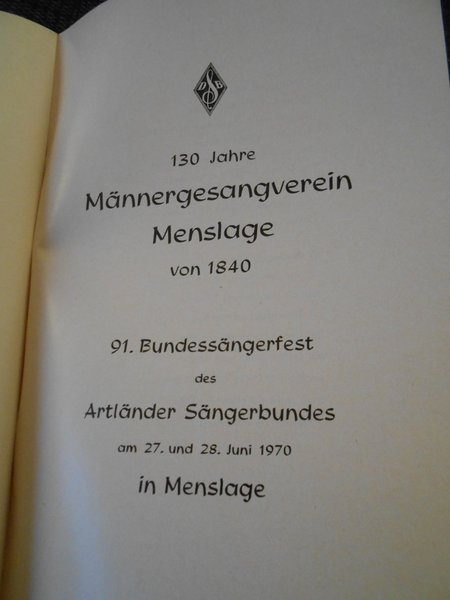 DSB
130 Jahre
Männergesangverein
Menslage
von 1840
91. Bundessängerfest
des
Artländer Sängerbundes
am 27. und 28. Juni 1970
in Menslage